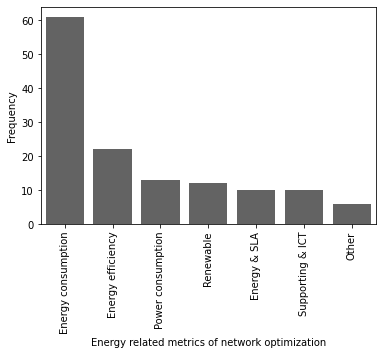 60
50
40
30
20
10
0
Frequency
Energy consumption
Energy efficiency
Power consumption
Renewable
Energy & SLA
Supporting & ICT
Other
Energy related metrics of network optimization